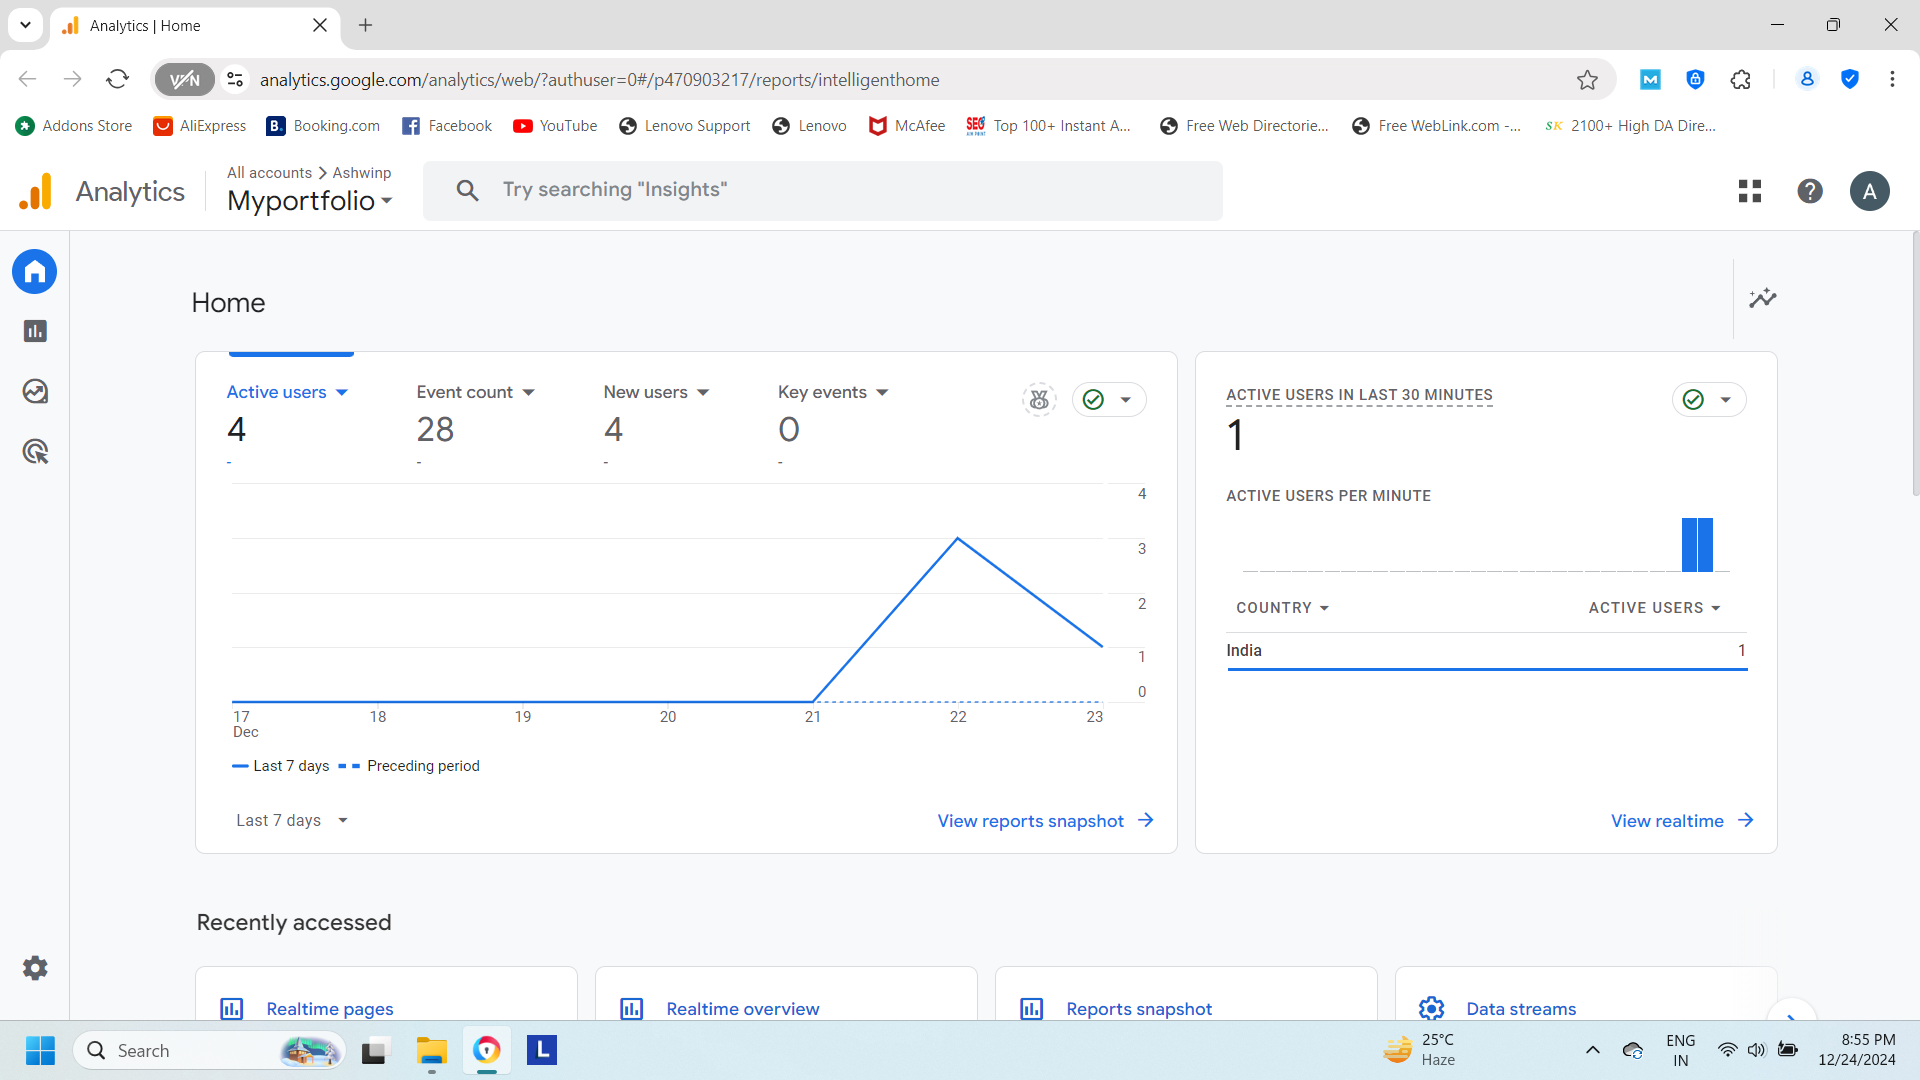 Analytics | Home
VPN
analytics.google.com/analytics/web/?authuser=0#/p470903217/reports/intelligenthome
Addons Store
AliExpress
B. Booking.com
Facebook
YouTube
Lenovo Support
Lenovo
McAfee
SEO Top 100+ Instant A...
Free Web Directorie...
Free WebLink.com -...
SK 2100+ High DA Dire...
Analytics
All accounts > Ashwinp
Myportfolio
Try searching "Insights"
A
Home
Active users
4
-
Event count
28
-
New users
4
-
Key events
0
-
4
3
2
1
0
17 18 19 20 21 22 23
Dec
Last 7 days Preceding period
Last 7 days
View reports snapshot
ACTIVE USERS IN LAST 30 MINUTES
1
ACTIVE USERS PER MINUTE
COUNTRY ACTIVE USERS
India 1
View realtime
Recently accessed
Realtime pages
Realtime overview
Reports snapshot
Data streams
Search
L
25°C
Haze
ENG
IN
8:55 PM
12/24/2024